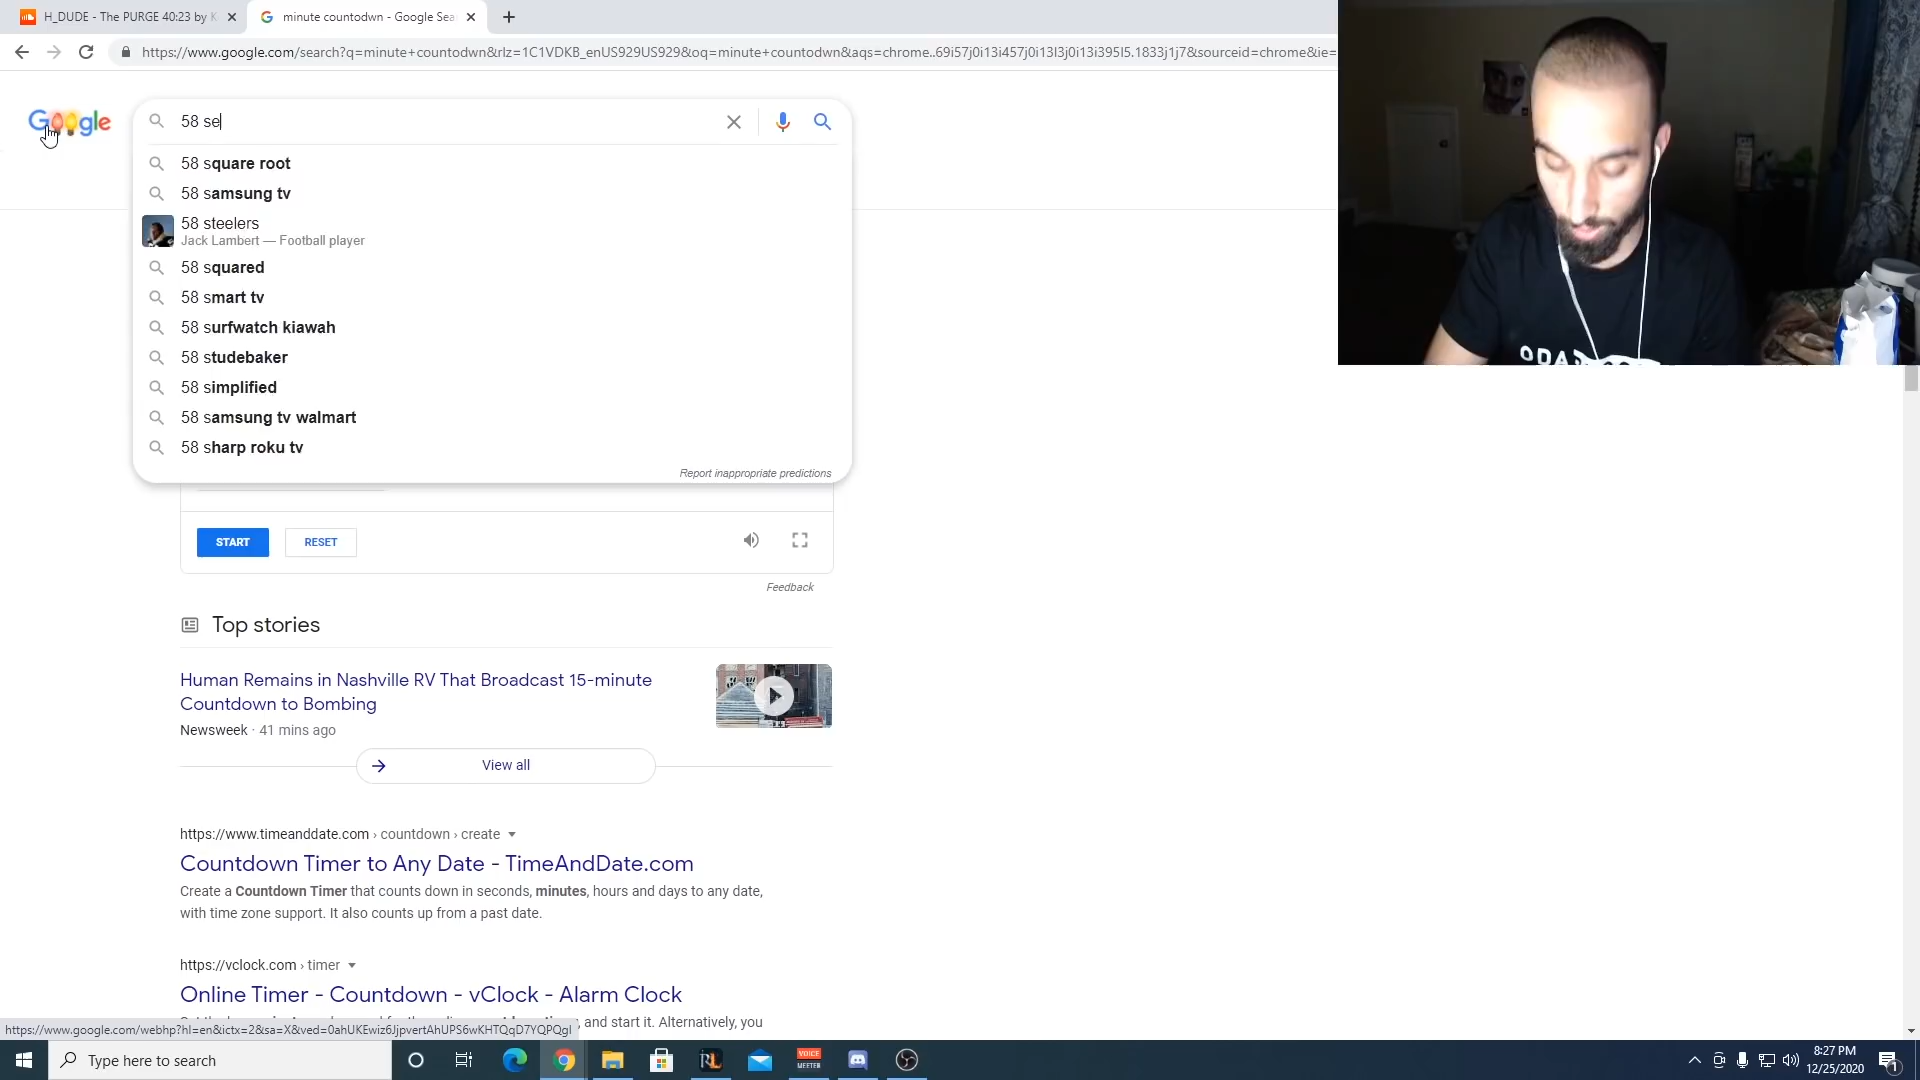 H_DUDE - The PURGE 40:23 by K
minute countodwn - Google Sea
https://www.google.com/search?q=minute+countodwn&rlz=1C1VDKB_enUS929US929&oq=minute+countodwn&aqs=chrome..69i57j0i13i457j0i13l3j0i13i395l5.1833j1j7&sourceid=chrome&ie=
Google
58 se
58 square root
58 samsung tv
58 steelers
Jack Lambert — Football player
58 squared
58 smart tv
58 surfwatch kiawah
58 studebaker
58 simplified
58 samsung tv walmart
58 sharp roku tv
Report inappropriate predictions
START
RESET
Feedback
Top stories
Human Remains in Nashville RV That Broadcast 15-minute
Countdown to Bombing
Newsweek · 41 mins ago
View all
https://www.timeanddate.com › countdown › create
Countdown Timer to Any Date - TimeAndDate.com
Create a Countdown Timer that counts down in seconds, minutes, hours and days to any date,
with time zone support. It also counts up from a past date.
https://vclock.com › timer
Online Timer - Countdown - vClock - Alarm Clock
, and start it. Alternatively, you
https://www.google.com/webhp?hl=en&ictx=2&sa=X&ved=0ahUKEwiz6JjpvertAhUPS6wKHTQqD7YQPQgI
Type here to search
RL
VOICE
MEETER
8:27 PM
12/25/2020
1